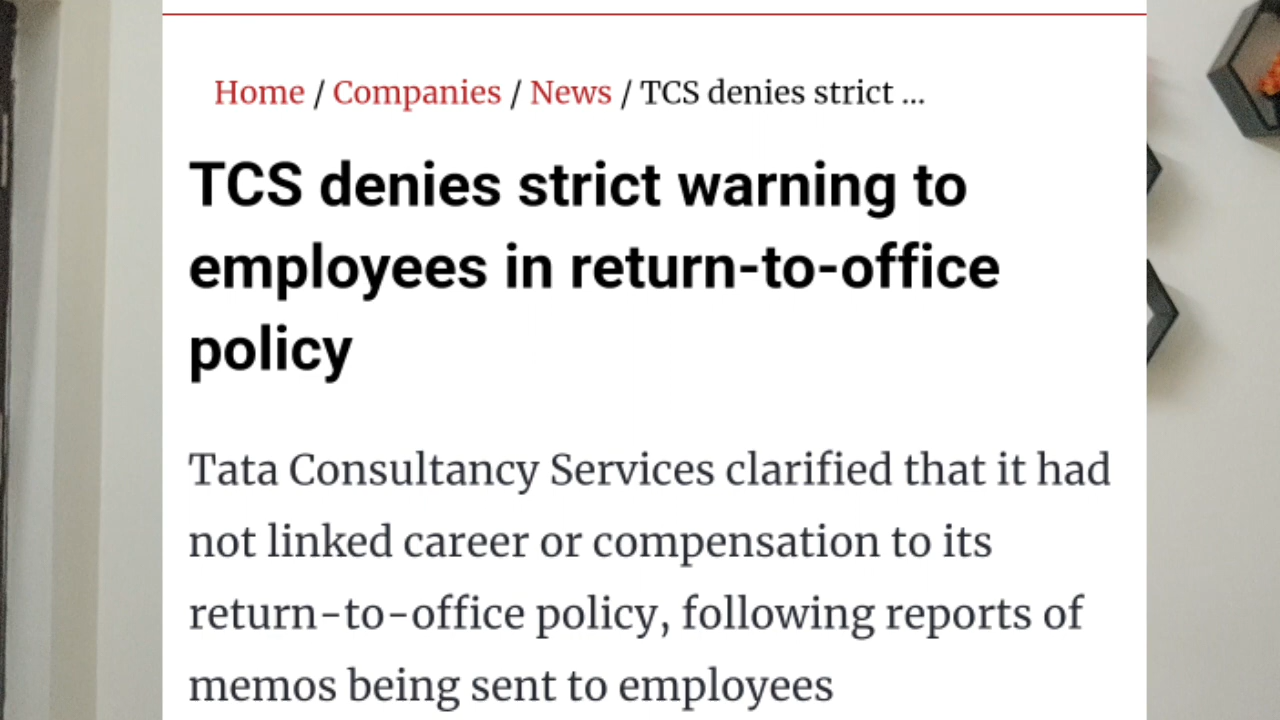 Home / Companies / News / TCS denies strict ...
TCS denies strict warning to
employees in return-to-office
policy
Tata Consultancy Services clarified that it had
not linked career or compensation to its
return-to-office policy, following reports of
memos being sent to employees